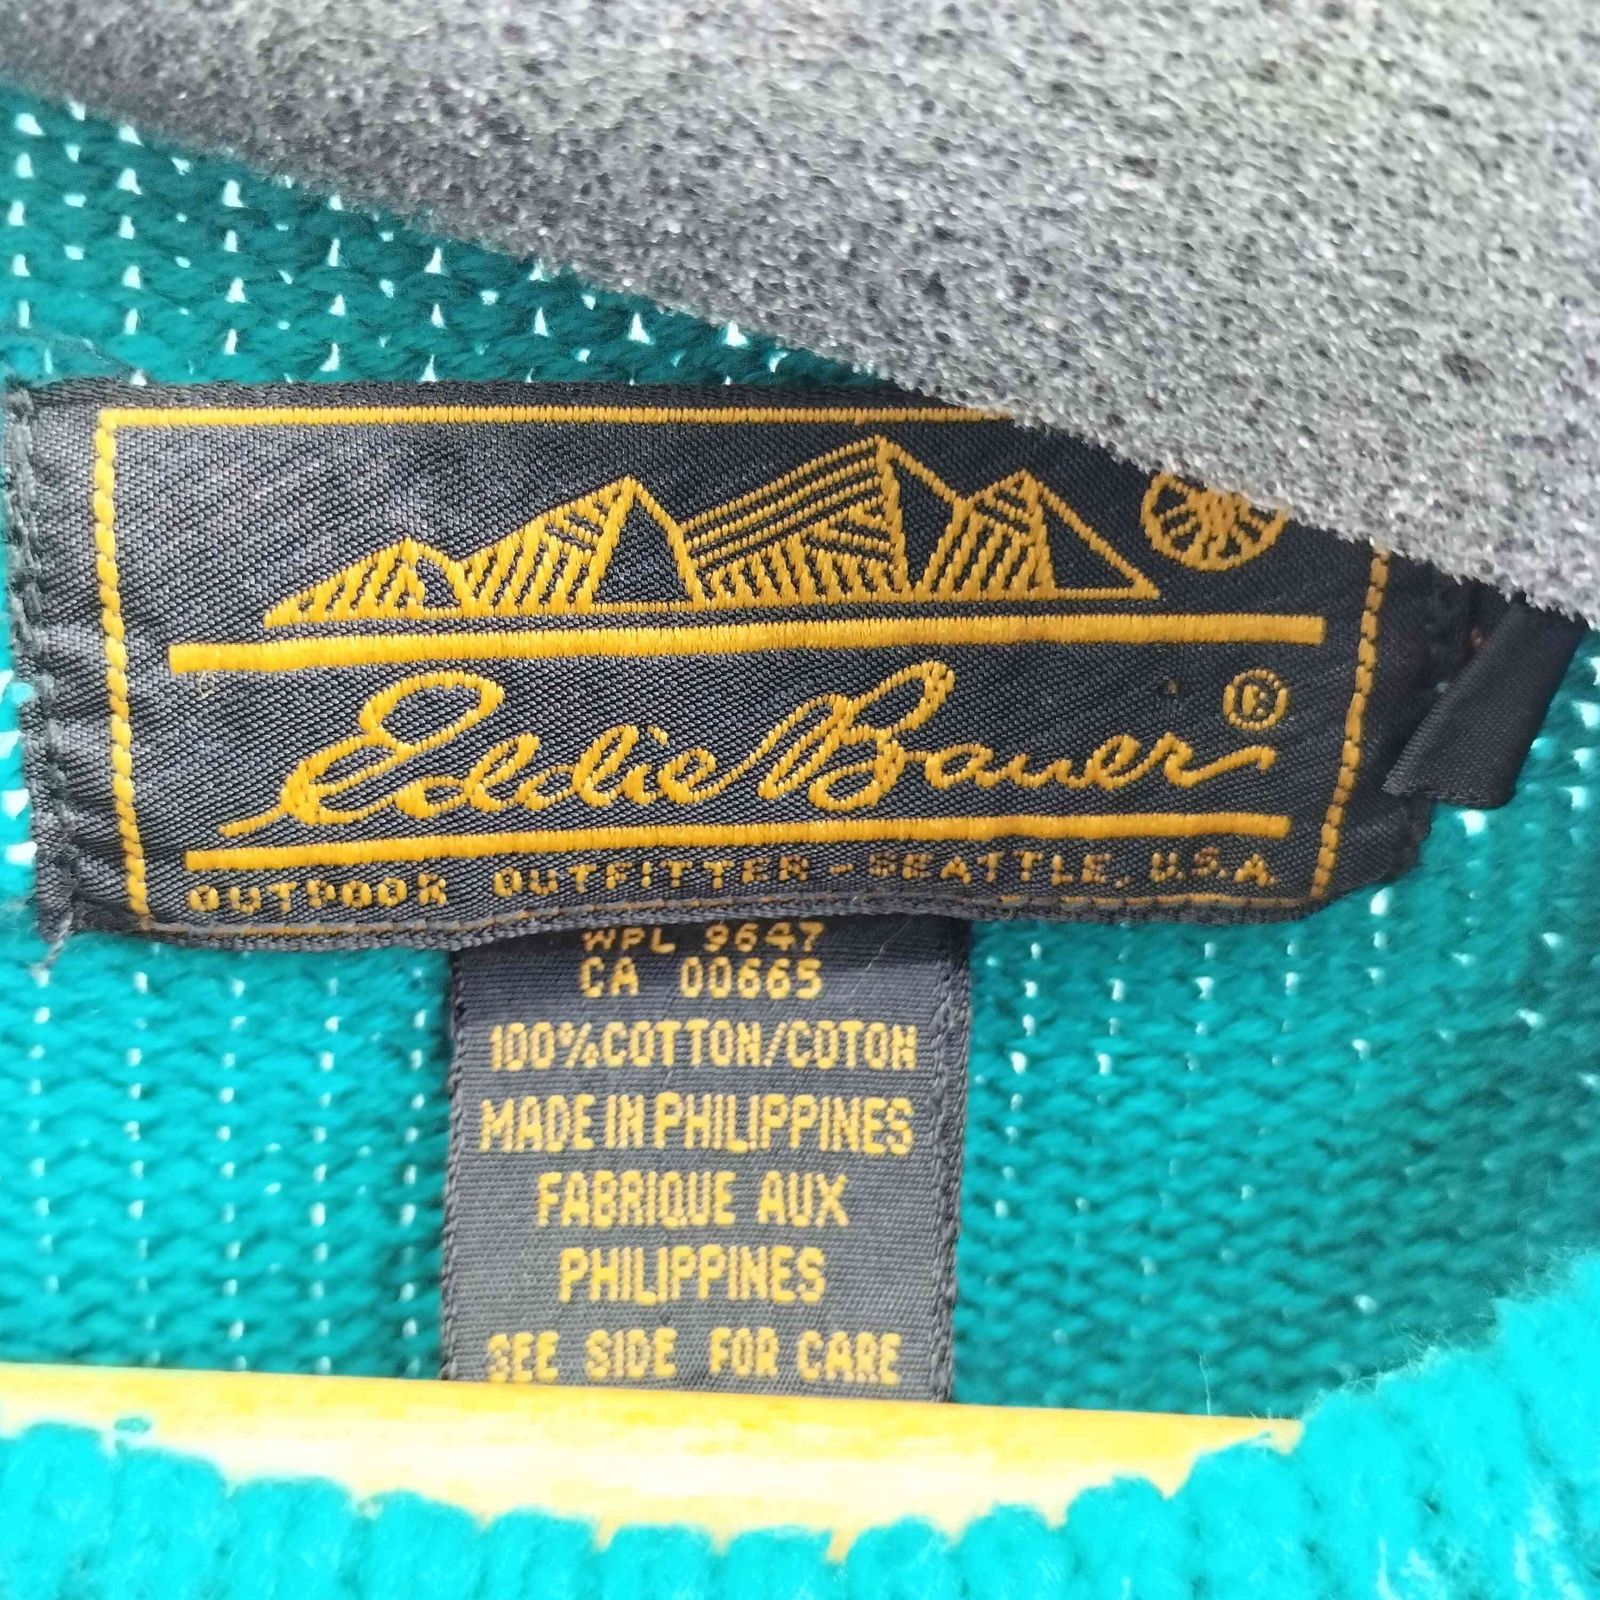 Eddie Bauer ®
OUTDOOR OUTFITTER - SEATTLE, U.S.A
WPL 9647
CA 00665
100% COTTON/COTON
MADE IN PHILIPPINES
FABRIQUE AUX
PHILIPPINES
SEE SIDE FOR CARE